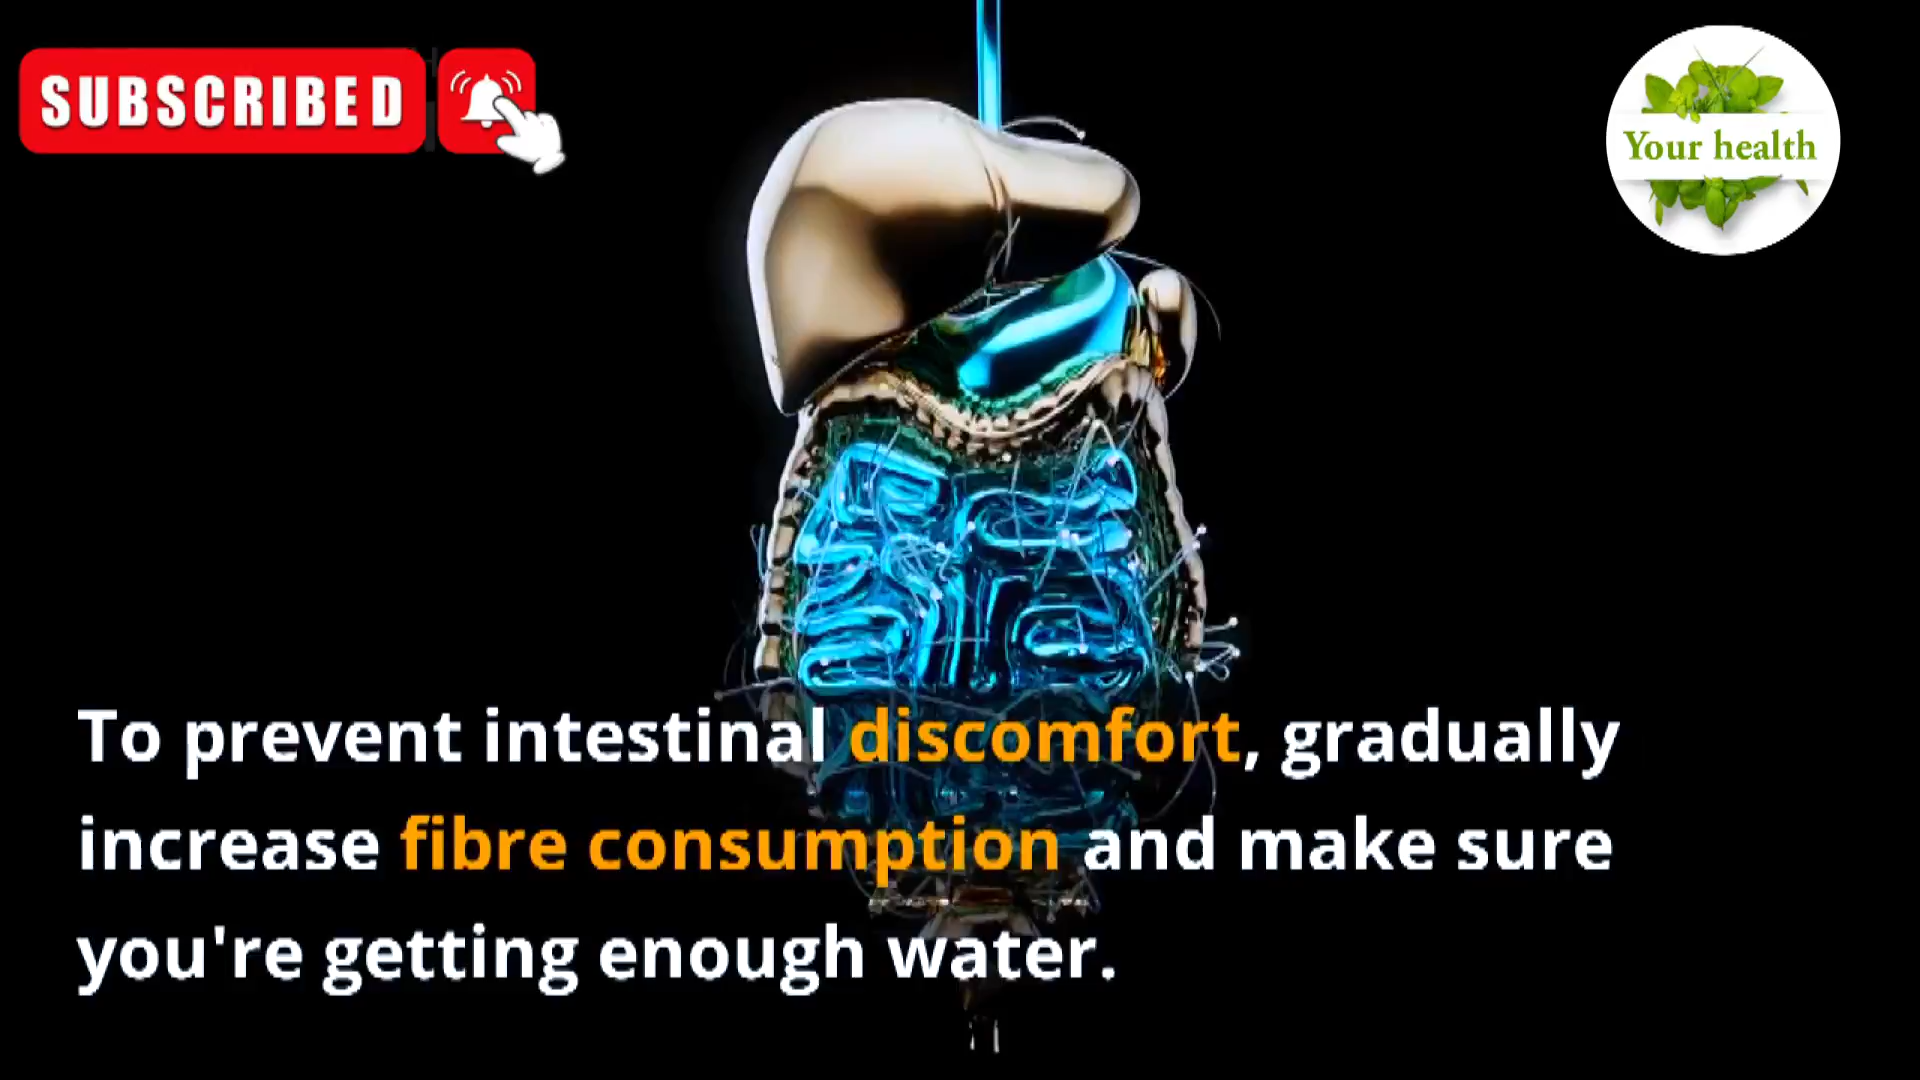 SUBSCRIBED
Your health
To prevent intestinal discomfort, gradually
increase fibre consumption and make sure
you're getting enough water.